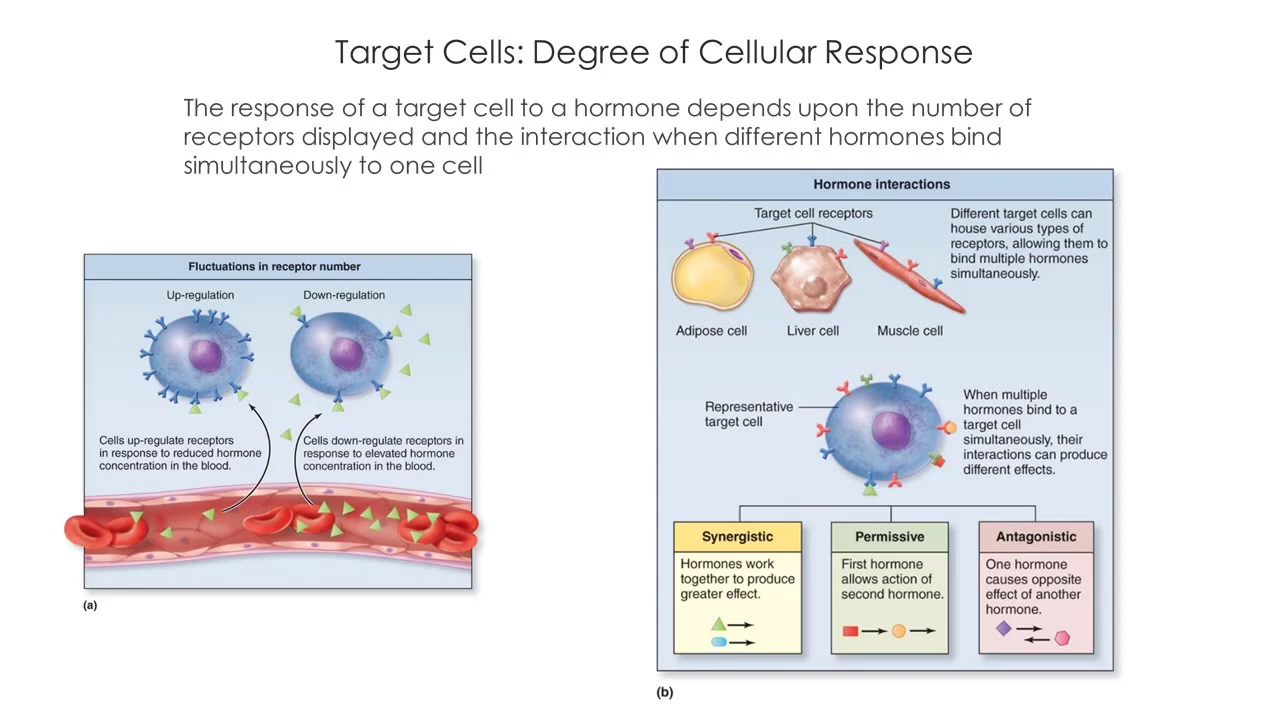 Target Cells: Degree of Cellular Response
The response of a target cell to a hormone depends upon the number of
receptors displayed and the interaction when different hormones bind
simultaneously to one cell
Fluctuations in receptor number
Up-regulation
Down-regulation
Cells up-regulate receptors
in response to reduced hormone
concentration in the blood.
Cells down-regulate receptors in
response to elevated hormone
concentration in the blood.
(a)
Hormone interactions
Target cell receptors
Different target cells can
house various types of
receptors, allowing them to
bind multiple hormones
simultaneously.
Adipose cell
Liver cell
Muscle cell
Representative
target cell
When multiple
hormones bind to a
target cell
simultaneously, their
interactions can produce
different effects.
Synergistic
Hormones work
together to produce
greater effect.
Permissive
First hormone
allows action of
second hormone.
Antagonistic
One hormone
causes opposite
effect of another
hormone.
(b)